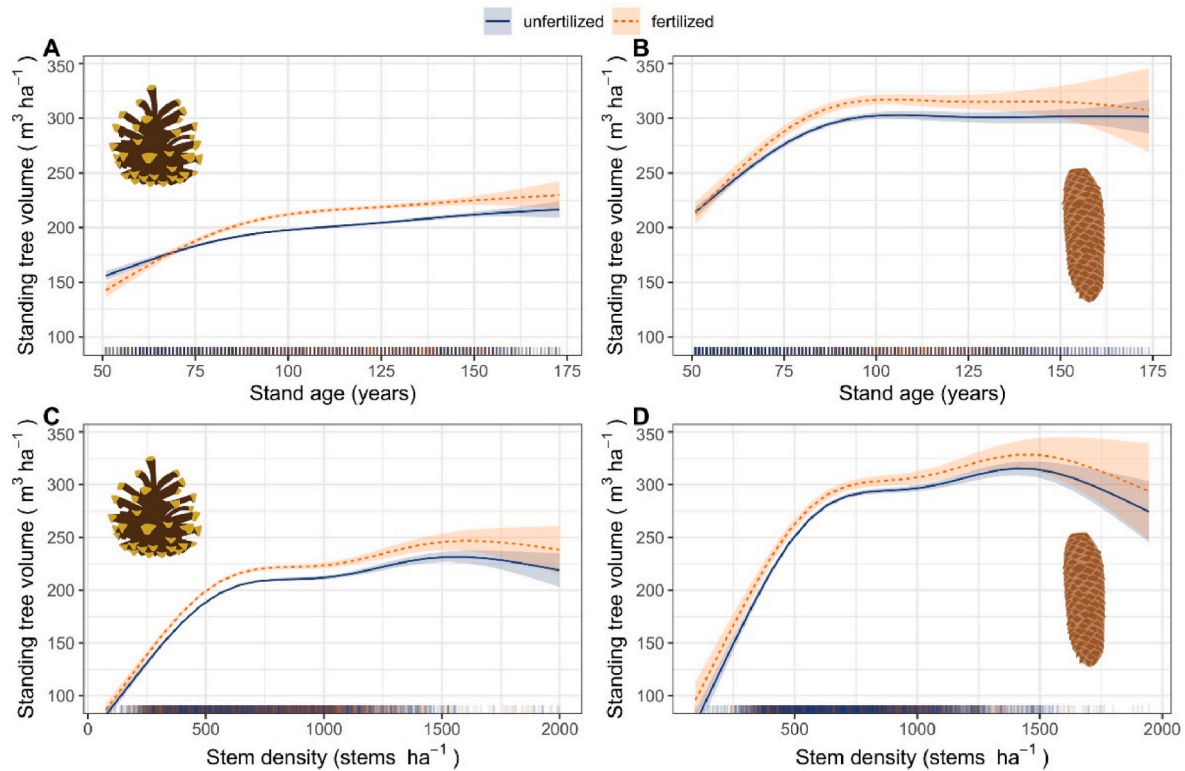 unfertilized fertilized
A
B
Standing tree volume ( m³ ha⁻¹ )
350
300
250
200
150
100
50 75 100 125 150 175
Stand age (years)
Standing tree volume ( m³ ha⁻¹ )
350
300
250
200
150
100
50 75 100 125 150 175
Stand age (years)
C
D
Standing tree volume ( m³ ha⁻¹ )
350
300
250
200
150
100
0 500 1000 1500 2000
Stem density (stems ha⁻¹)
Standing tree volume ( m³ ha⁻¹ )
350
300
250
200
150
100
500 1000 1500 2000
Stem density (stems ha⁻¹)